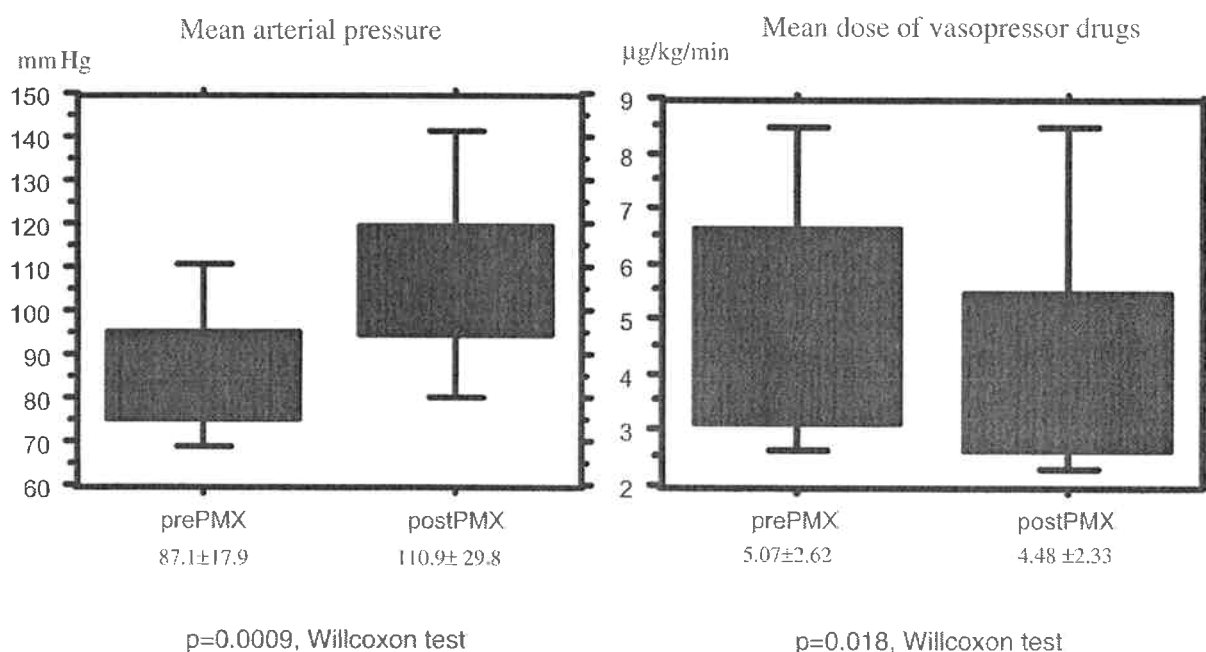 Mean arterial pressure
mmHg
150
140
130
120
110
100
90
80
70
60
prePMX
postPMX
87.1±17.9
110.9± 29.8
p=0.0009, Willcoxon test
Mean dose of vasopressor drugs
µg/kg/min
9
8
7
6
5
4
3
2
prePMX
postPMX
5.07±2.62
4.48 ±2.33
p=0.018, Willcoxon test